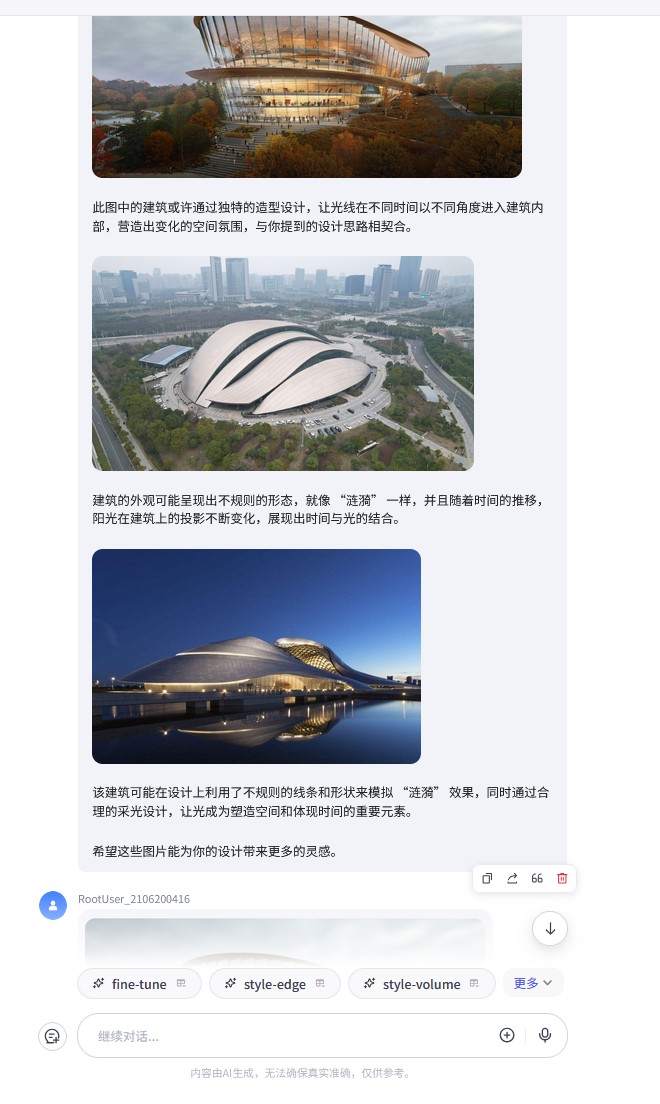 此图中的建筑或许通过独特的造型设计，让光线在不同时间以不同角度进入建筑内
部，营造出变化的空间氛围，与你提到的设计思路相契合。
建筑的外观可能呈现出不规则的形态，就像 “涟漪” 一样，并且随着时间的推移，
阳光在建筑上的投影不断变化，展现出时间与光的结合。
该建筑可能在设计上利用了不规则的线条和形状来模拟 “涟漪” 效果，同时通过合
理的采光设计，让光成为塑造空间和体现时间的重要元素。
希望这些图片能为你的设计带来更多的灵感。
RootUser_2106200416
fine-tune
style-edge
style-volume
更多
继续对话...
内容由AI生成，无法确保真实准确，仅供参考。